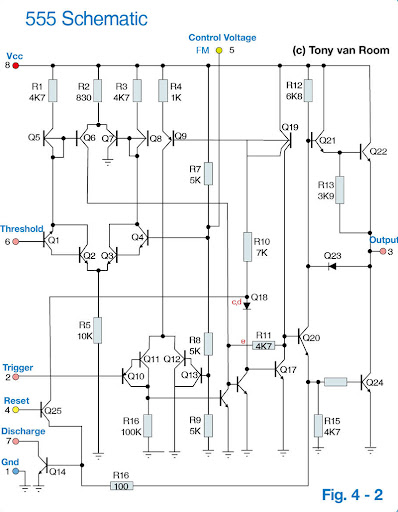 555 Schematic
Control Voltage
FM 5
(c) Tony van Room
Vcc
8
R1
4K7
R2
830
R3
4K7
R4
1K
R12
6K8
Q5
Q6
Q7
Q8
Q9
Q19
Q21
Q22
R7
5K
R13
3K9
Threshold
6
Q1
Q2
Q3
Q4
R10
7K
Output
3
Q23
Q18
c,d
R5
10K
R8
5K
e
R11
4K7
Q20
Trigger
2
Q10
Q11
Q12
Q13
Q17
Q24
Reset
4
Q25
Discharge
7
R16
100K
R9
5K
R15
4K7
Gnd
1
Q14
R16
100
Fig. 4 - 2